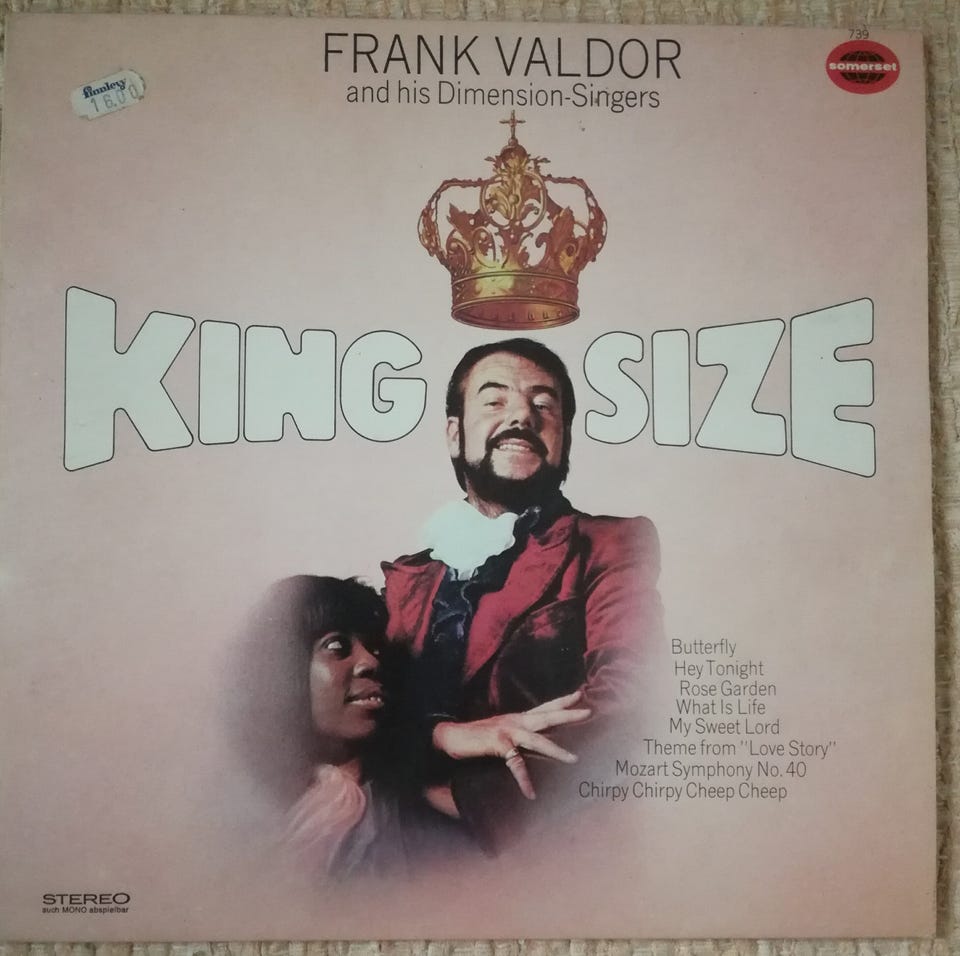 FRANK VALDOR
and his Dimension-Singers
739
somerset
16.00
KING SIZE
Butterfly
Hey Tonight
Rose Garden
What Is Life
My Sweet Lord
Theme from "Love Story"
Mozart Symphony No. 40
Chirpy Chirpy Cheep Cheep
STEREO
auch MONO abspielbar